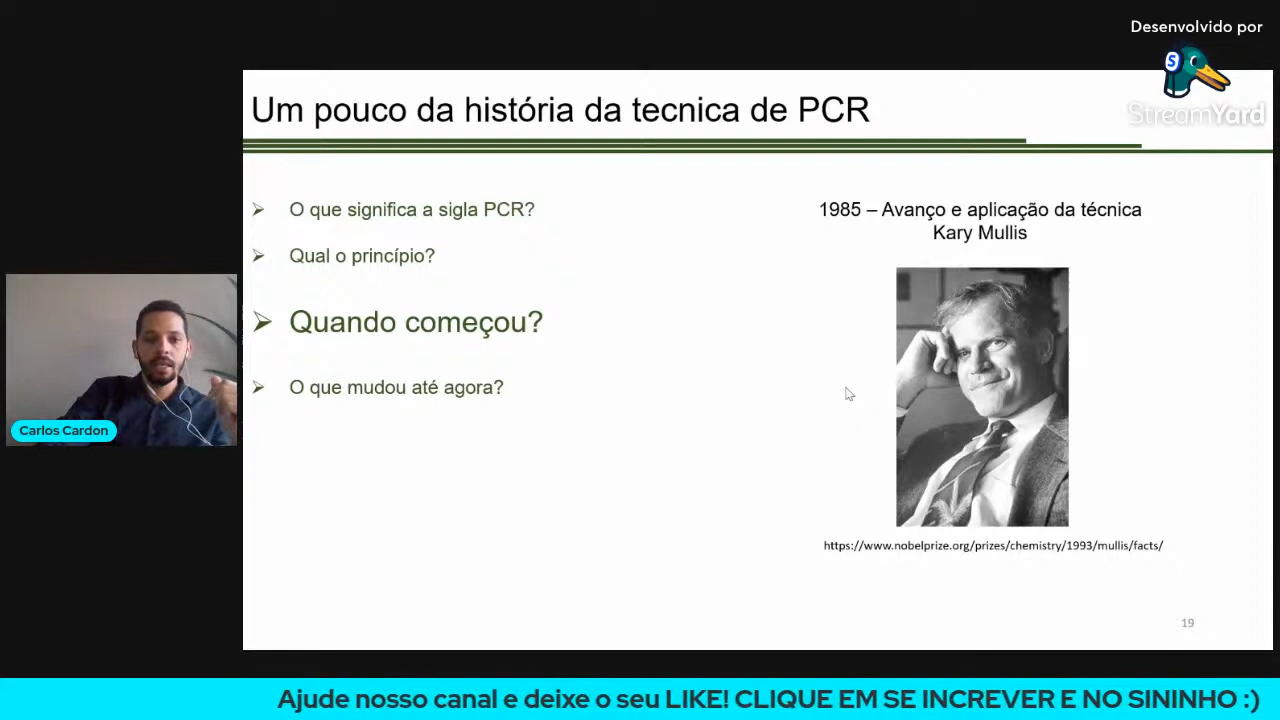 Desenvolvido por
S
StreamYard
Um pouco da história da tecnica de PCR
➢ O que significa a sigla PCR?
➢ Qual o princípio?
➢ Quando começou?
➢ O que mudou até agora?
1985 – Avanço e aplicação da técnica
Kary Mullis
https://www.nobelprize.org/prizes/chemistry/1993/mullis/facts/
19
Carlos Cardon
Ajude nosso canal e deixe o seu LIKE! CLIQUE EM SE INCREVER E NO SININHO :)